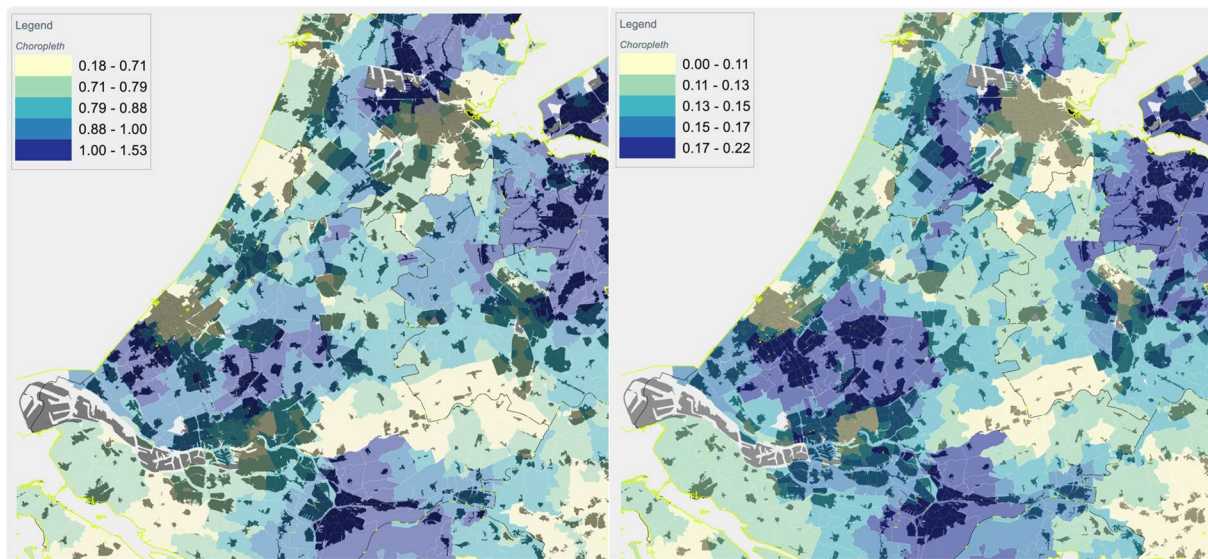 Legend
Choropleth
0.18 - 0.71
0.71 - 0.79
0.79 - 0.88
0.88 - 1.00
1.00 - 1.53
Legend
Choropleth
0.00 - 0.11
0.11 - 0.13
0.13 - 0.15
0.15 - 0.17
0.17 - 0.22